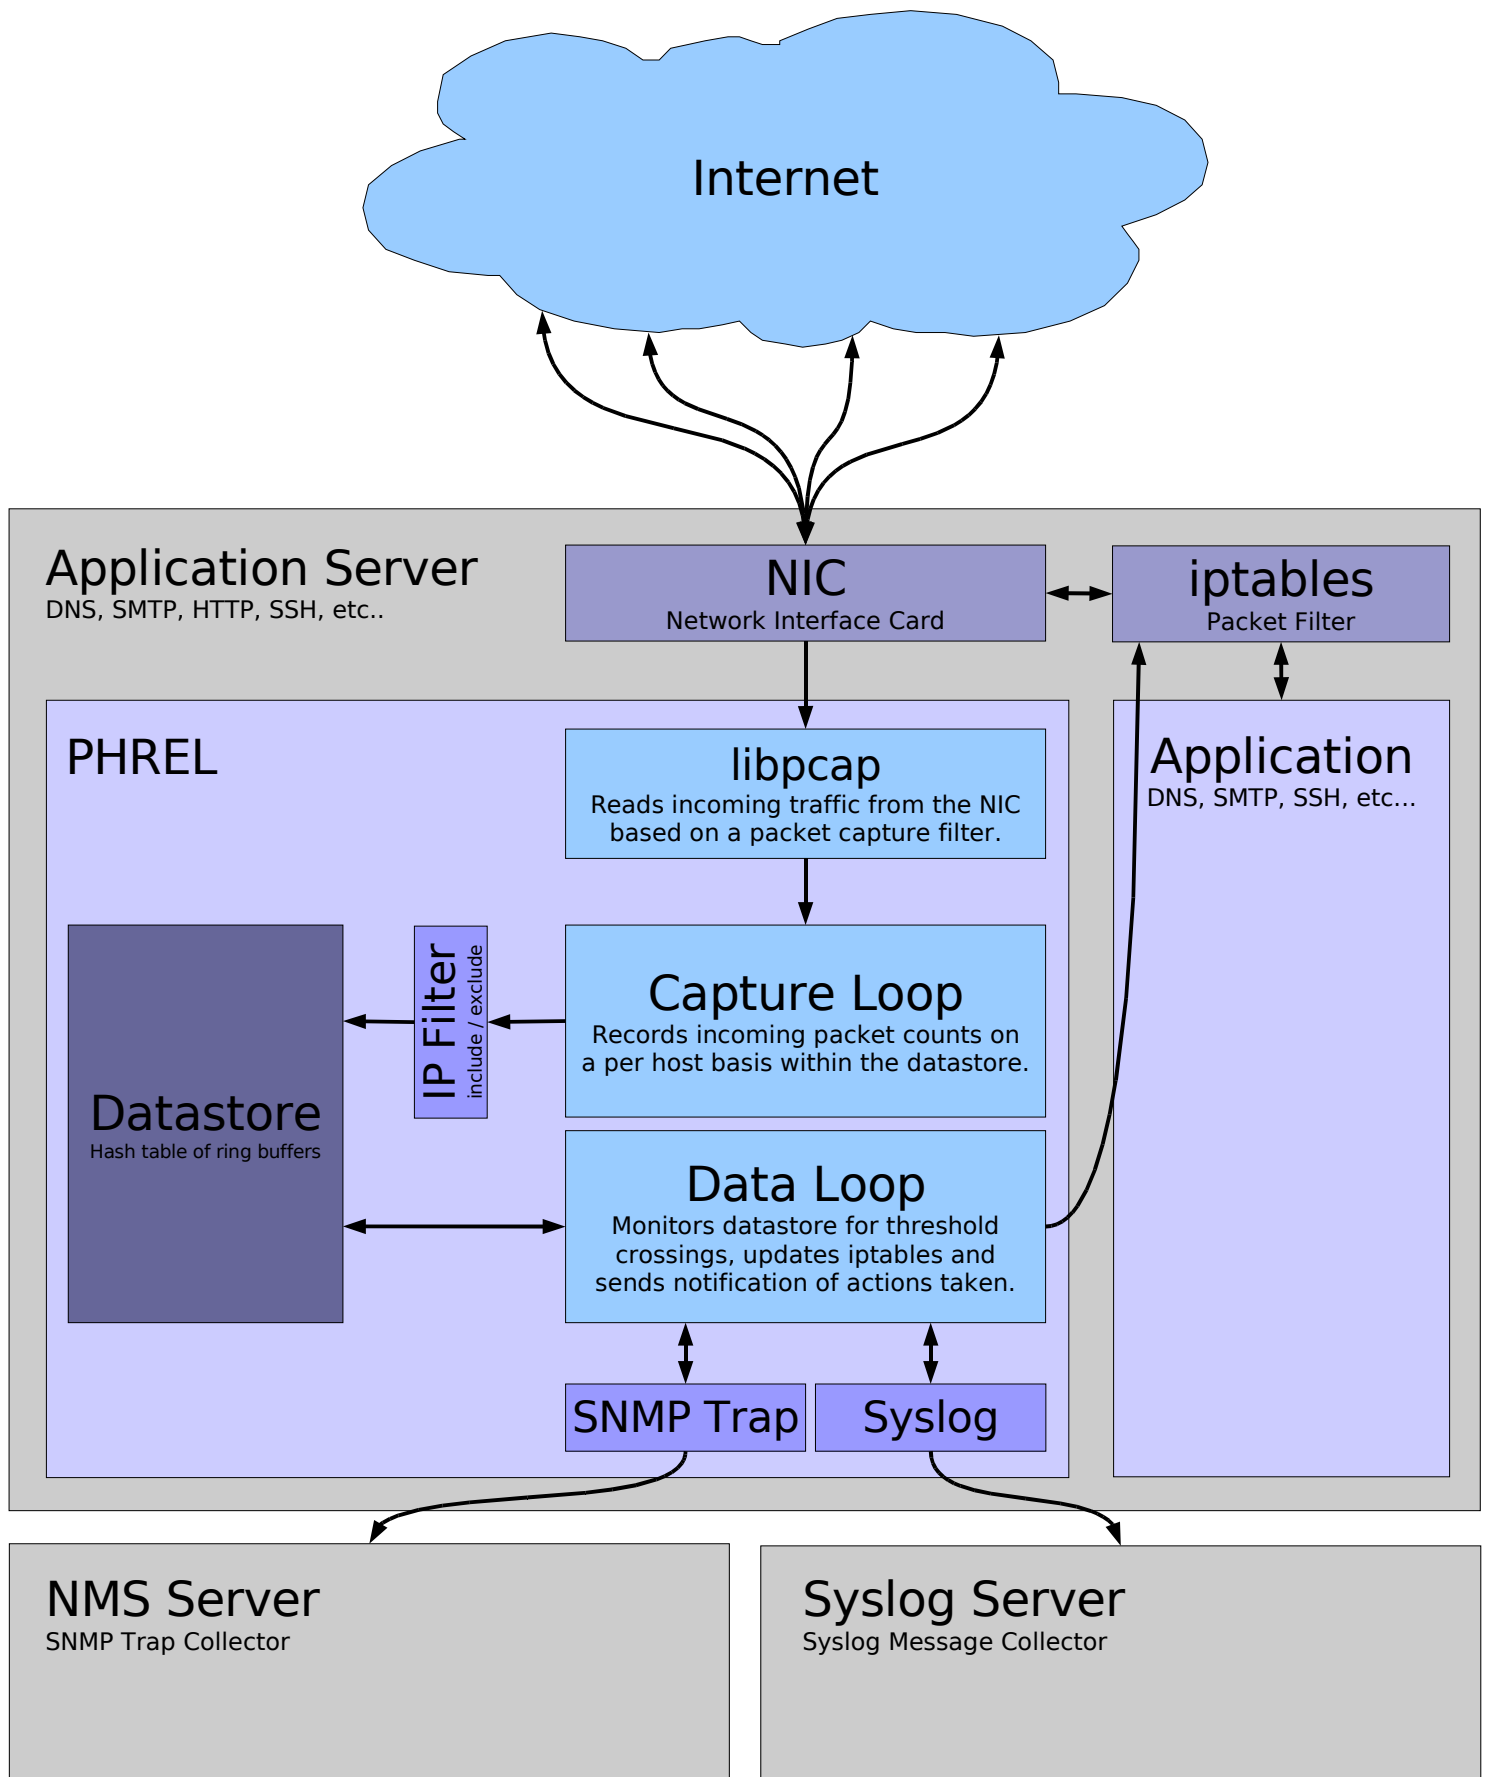 Internet
Application Server
DNS, SMTP, HTTP, SSH, etc..
NIC
Network Interface Card
iptables
Packet Filter
PHREL
libpcap
Reads incoming traffic from the NIC
based on a packet capture filter.
Application
DNS, SMTP, SSH, etc...
Datastore
Hash table of ring buffers
IP Filter
include / exclude
Capture Loop
Records incoming packet counts on
a per host basis within the datastore.
Data Loop
Monitors datastore for threshold
crossings, updates iptables and
sends notification of actions taken.
SNMP Trap
Syslog
NMS Server
SNMP Trap Collector
Syslog Server
Syslog Message Collector